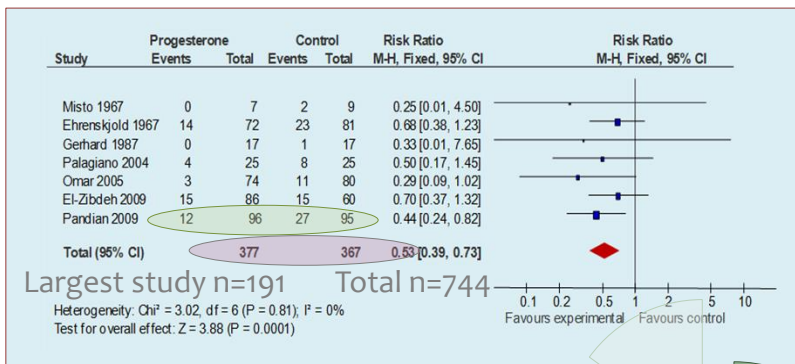 Progesterone Control Risk Ratio Risk Ratio
Study Events Total Events Total M-H, Fixed, 95% CI M-H, Fixed, 95% CI
Misto 1967 0 7 2 9 0.25 [0.01, 4.50]
Ehrenskjold 1967 14 72 23 81 0.68 [0.38, 1.23]
Gerhard 1987 0 17 1 17 0.33 [0.01, 7.65]
Palagiano 2004 4 25 8 25 0.50 [0.17, 1.45]
Omar 2005 3 74 11 80 0.29 [0.09, 1.02]
El-Zibdeh 2009 15 86 15 60 0.70 [0.37, 1.32]
Pandian 2009 12 96 27 95 0.44 [0.24, 0.82]
Total (95% CI) 377 367 0.53 [0.39, 0.73]
Largest study n=191 Total n=744
Heterogeneity: Chi² = 3.02, df = 6 (P = 0.81); I² = 0%
Test for overall effect: Z = 3.88 (P = 0.0001)
0.1 0.2 0.5 1 2 5 10
Favours experimental Favours control